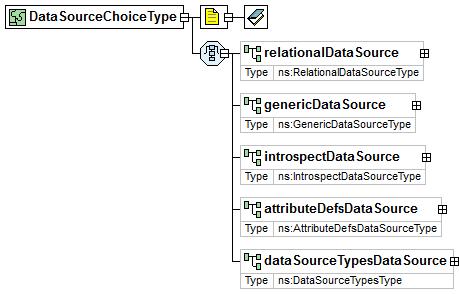 DataSourceChoiceType
relationalDataSource
Type ns:RelationalDataSourceType
genericDataSource
Type ns:GenericDataSourceType
introspectDataSource
Type ns:IntrospectDataSourceType
attributeDefsDataSource
Type ns:AttributeDefsDataSourceType
dataSourceTypesDataSource
Type ns:DataSourceTypesType